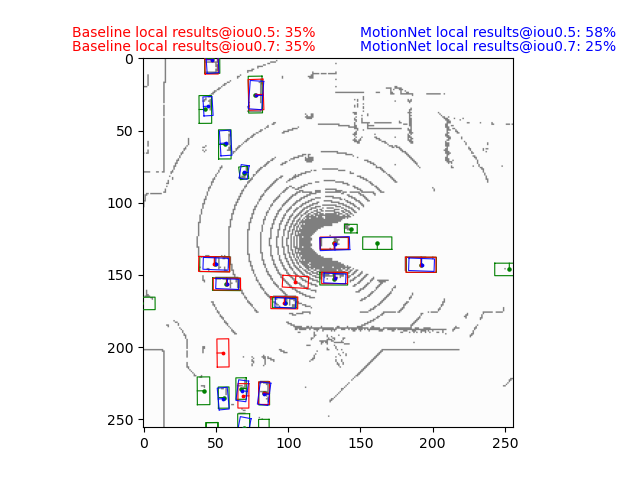 Baseline local results@iou0.5: 35% MotionNet local results@iou0.5: 58%
Baseline local results@iou0.7: 35% MotionNet local results@iou0.7: 25%
0
50
100
150
200
250
0 50 100 150 200 250